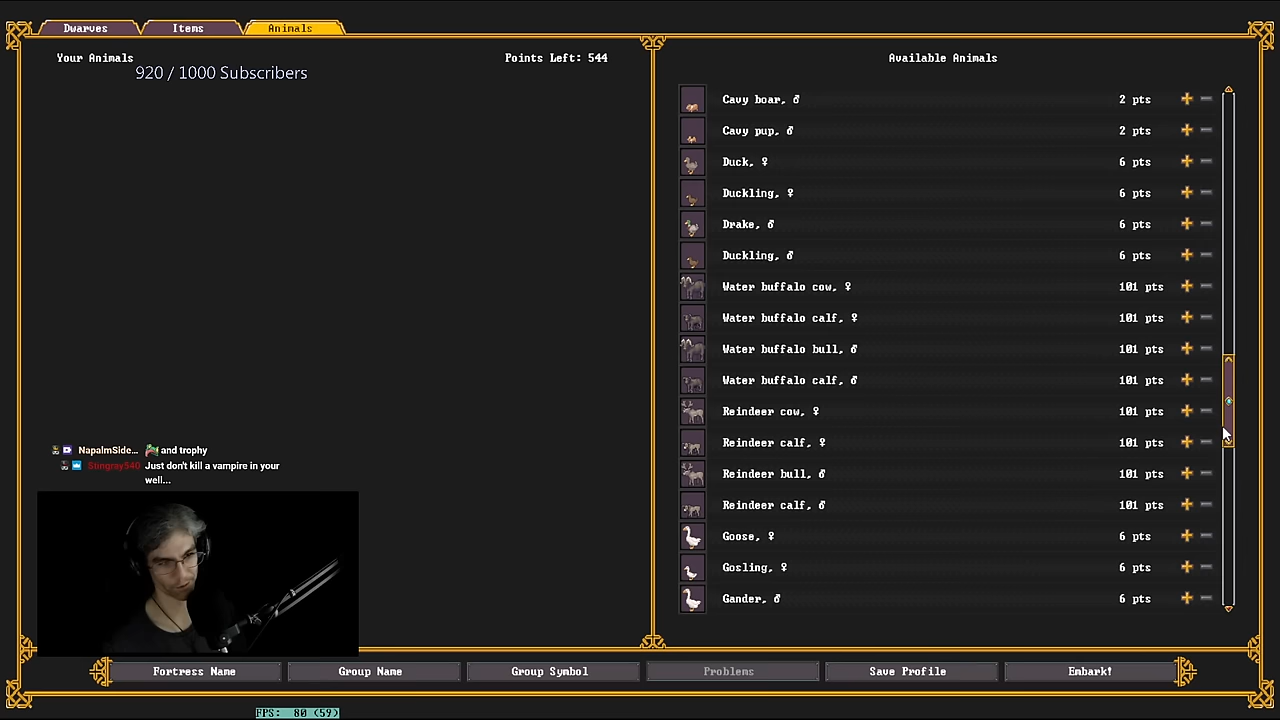 Dwarves
Items
Animals
Your Animals
Points Left: 544
920 / 1000 Subscribers
Available Animals
Cavy boar, ♂ 2 pts
Cavy pup, ♂ 2 pts
Duck, ♀ 6 pts
Duckling, ♀ 6 pts
Drake, ♂ 6 pts
Duckling, ♂ 6 pts
Water buffalo cow, ♀ 101 pts
Water buffalo calf, ♀ 101 pts
Water buffalo bull, ♂ 101 pts
Water buffalo calf, ♂ 101 pts
Reindeer cow, ♀ 101 pts
Reindeer calf, ♀ 101 pts
Reindeer bull, ♂ 101 pts
Reindeer calf, ♂ 101 pts
Goose, ♀ 6 pts
Gosling, ♀ 6 pts
Gander, ♂ 6 pts
NapalmSide... and trophy
Stingray540 Just don't kill a vampire in your
well...
Fortress Name
Group Name
Group Symbol
Problems
Save Profile
Embark!
FPS: 80 (59)